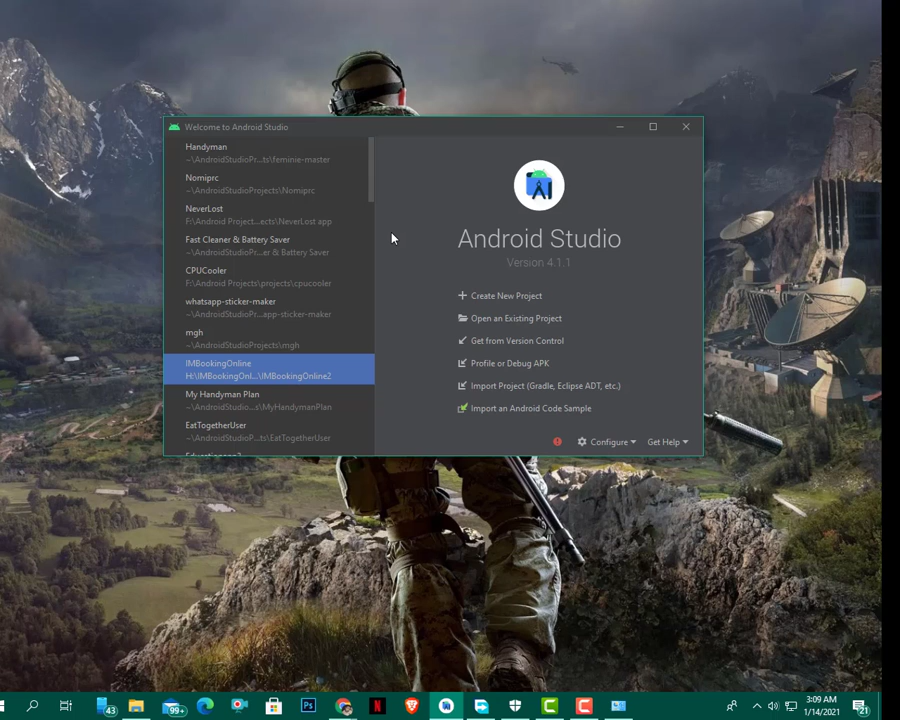 Welcome to Android Studio
Handyman
~\AndroidStudioPr...ts\feminie-master
Nomiprc
~\AndroidStudioProjects\Nomiprc
NeverLost
F:\Android Project...ects\NeverLost app
Fast Cleaner & Battery Saver
~\AndroidStudioPr...er & Battery Saver
CPUCooler
F:\Android Projects\projects\cpucooler
whatsapp-sticker-maker
~\AndroidStudioPr...app-sticker-maker
mgh
~\AndroidStudioProjects\mgh
IMBookingOnline
H:\IMBookingOnl...\IMBookingOnline2
My Handyman Plan
~\AndroidStudioProject...s\MyHandymanPlan
EatTogetherUser
~\AndroidStudioP...ts\EatTogetherUser
Android Studio
Version 4.1.1
Create New Project
Open an Existing Project
Get from Version Control
Profile or Debug APK
Import Project (Gradle, Eclipse ADT, etc.)
Import an Android Code Sample
Configure
Get Help
43
99+
Ps
N
3:09 AM
1/14/2021
21